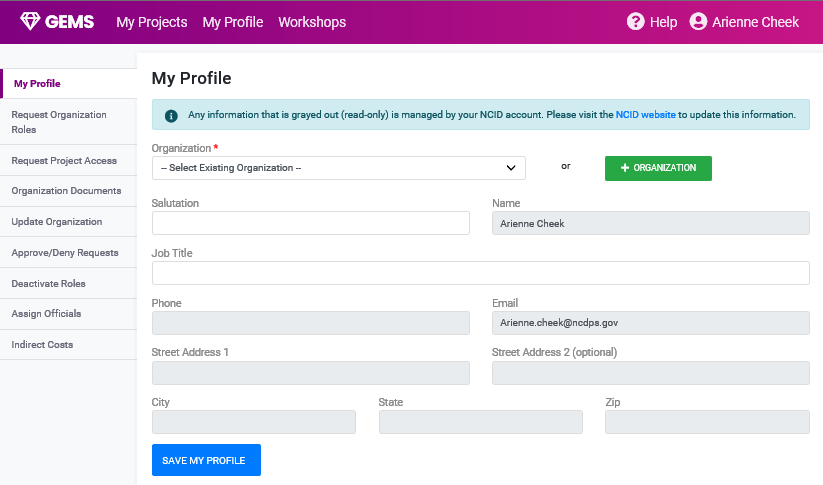 GEMS My Projects My Profile Workshops Help Arienne Cheek
My Profile
Request Organization
Roles
Request Project Access
Organization Documents
Update Organization
Approve/Deny Requests
Deactivate Roles
Assign Officials
Indirect Costs
My Profile
Any information that is grayed out (read-only) is managed by your NCID account. Please visit the NCID website to update this information.
Organization *
-- Select Existing Organization -- or + ORGANIZATION
Salutation Name
Arienne Cheek
Job Title
Phone Email
Arienne.cheek@ncdps.gov
Street Address 1 Street Address 2 (optional)
City State Zip
SAVE MY PROFILE